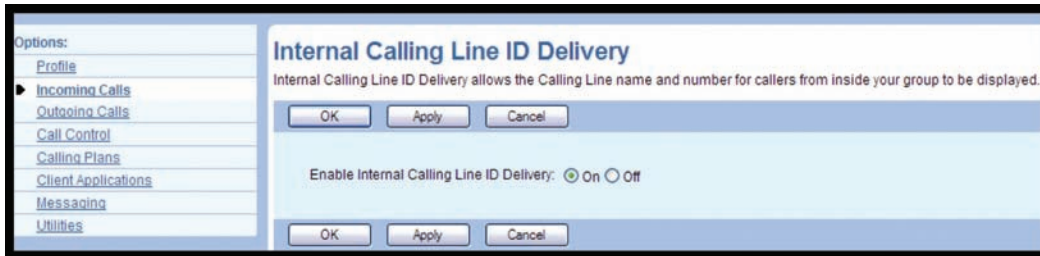 Options:
Profile
Incoming Calls
Outgoing Calls
Call Control
Calling Plans
Client Applications
Messaging
Utilities
Internal Calling Line ID Delivery
Internal Calling Line ID Delivery allows the Calling Line name and number for callers from inside your group to be displayed.
OK Apply Cancel
Enable Internal Calling Line ID Delivery: On Off
OK Apply Cancel